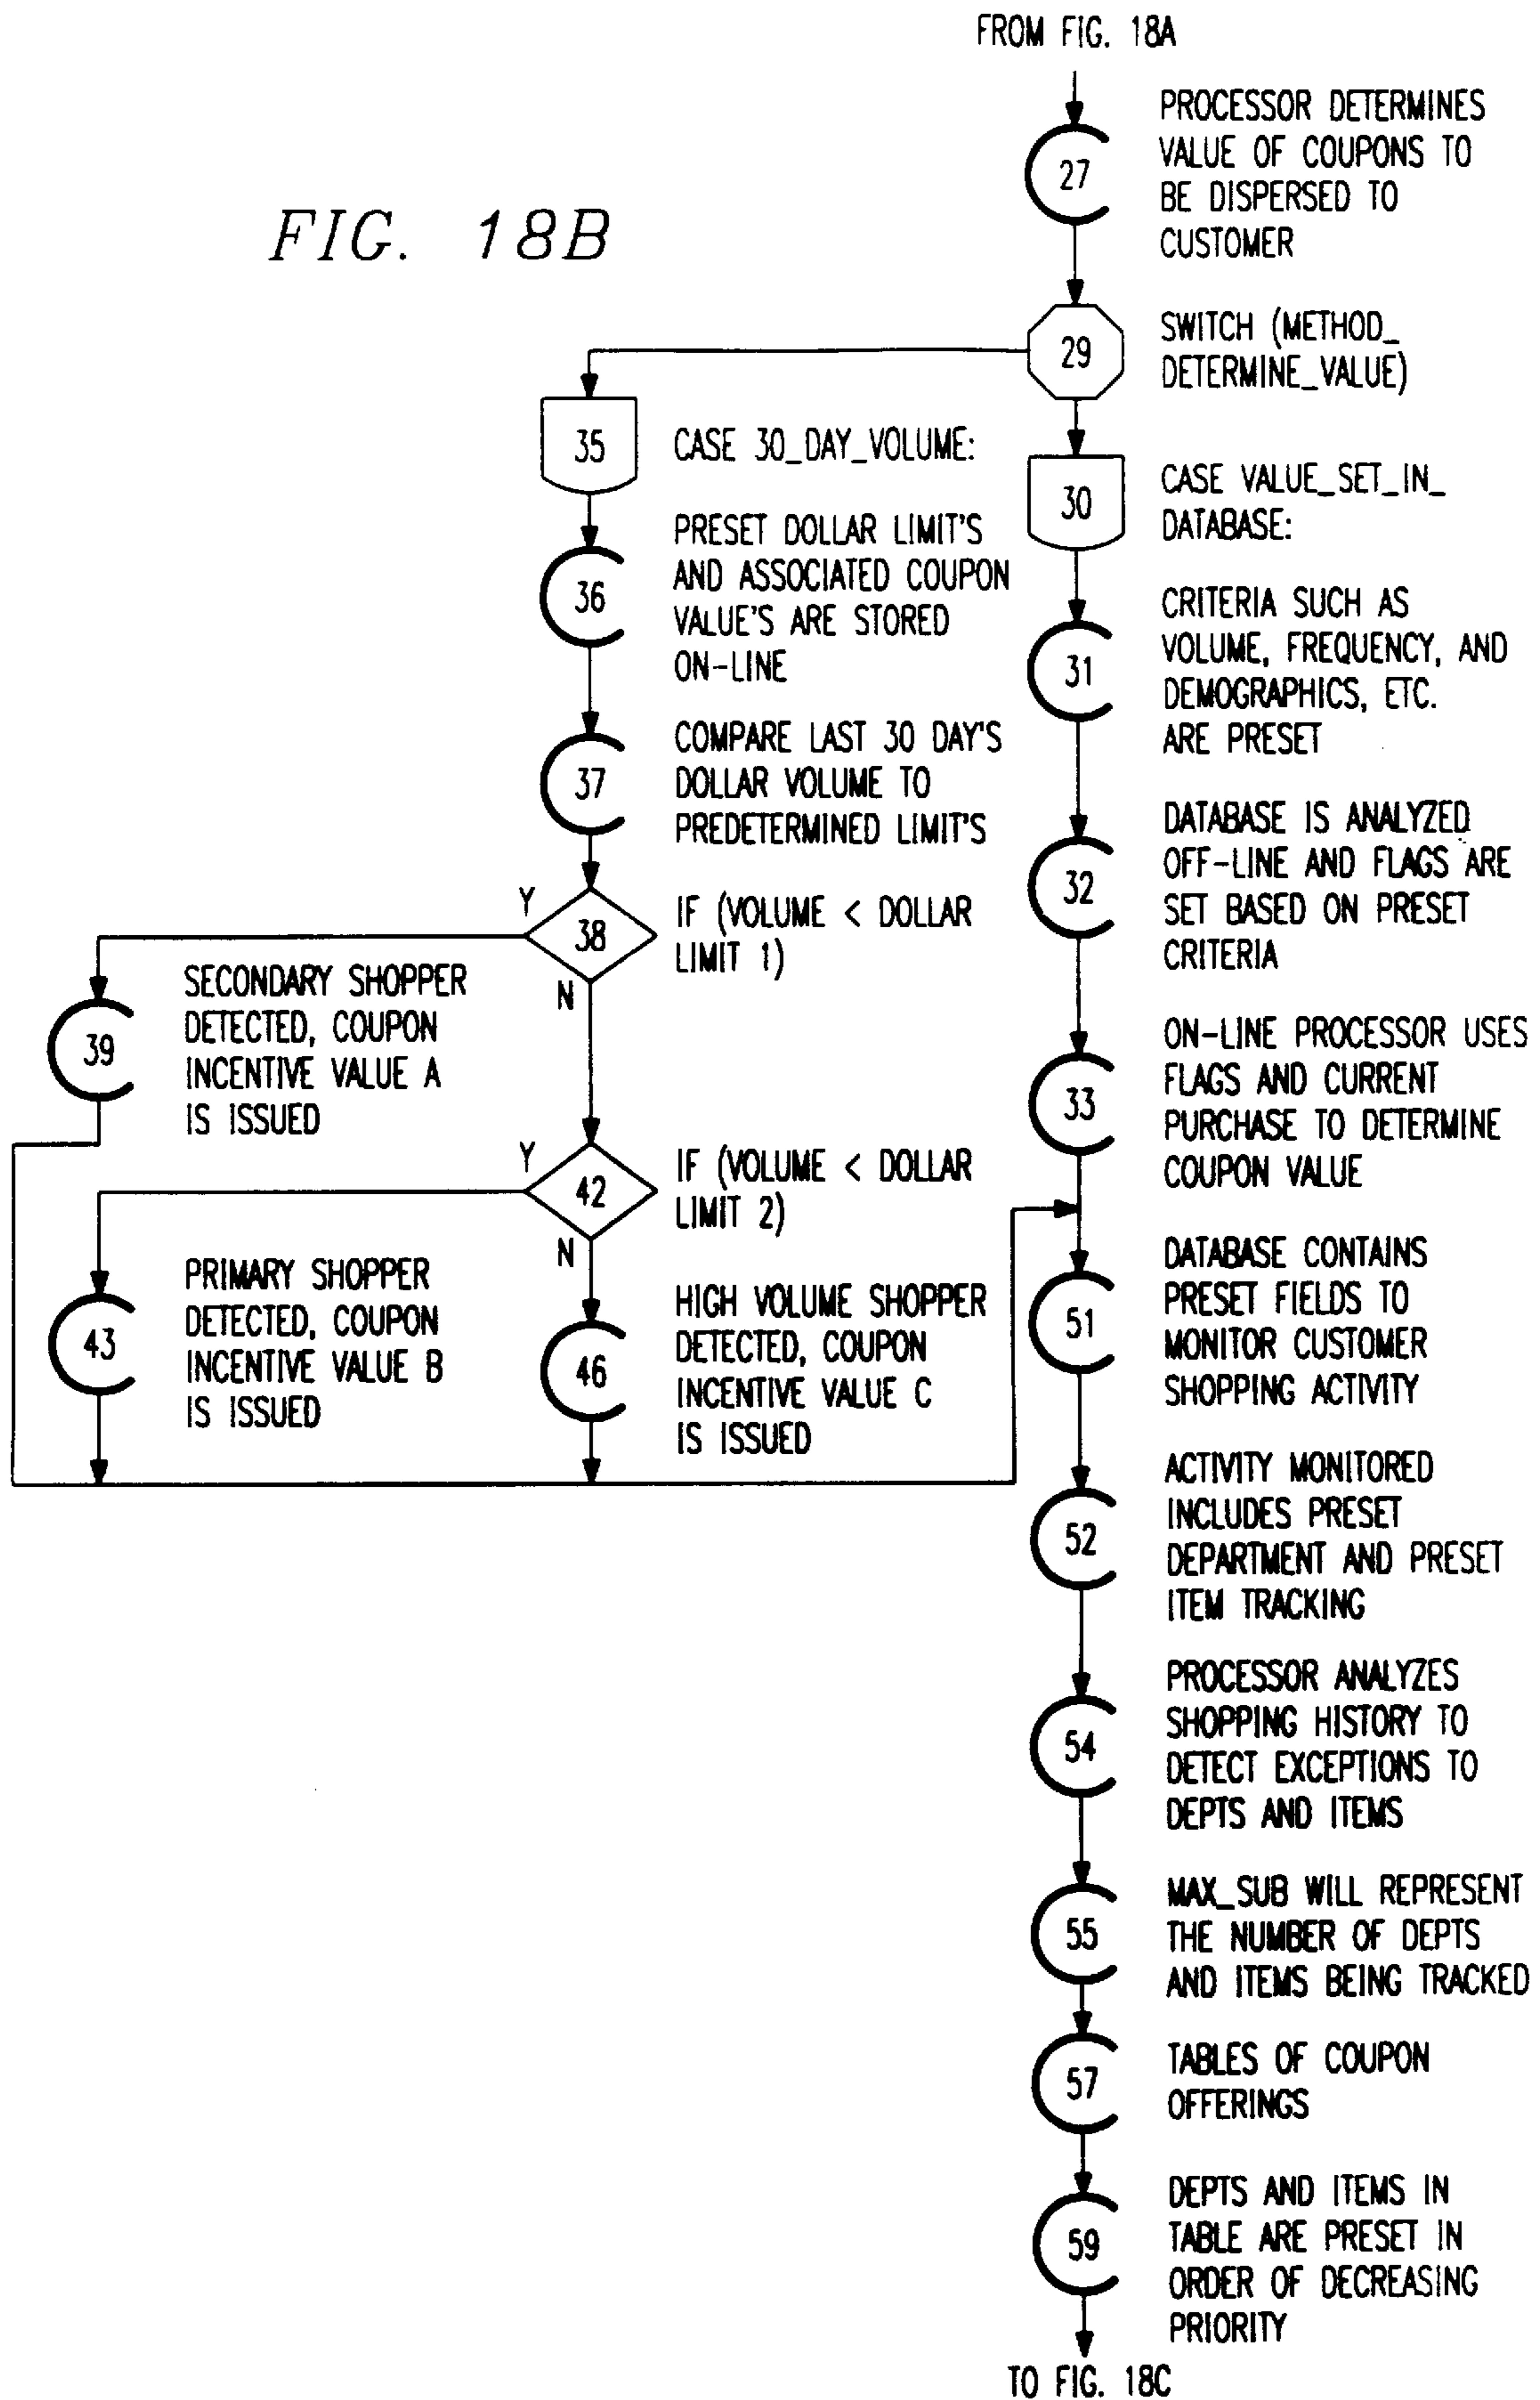 FROM FIG. 18A
27
PROCESSOR DETERMINES
VALUE OF COUPONS TO
BE DISPERSED TO
CUSTOMER
FIG. 18B
29
SWITCH (METHOD_
DETERMINE_VALUE)
35
CASE 30_DAY_VOLUME:
30
CASE VALUE_SET_IN_
DATABASE:
36
PRESET DOLLAR LIMIT'S
AND ASSOCIATED COUPON
VALUE'S ARE STORED
ON-LINE
31
CRITERIA SUCH AS
VOLUME, FREQUENCY, AND
DEMOGRAPHICS, ETC.
ARE PRESET
37
COMPARE LAST 30 DAY'S
DOLLAR VOLUME TO
PREDETERMINED LIMIT'S
32
DATABASE IS ANALYZED
OFF-LINE AND FLAGS ARE
SET BASED ON PRESET
CRITERIA
Y
38
N
IF (VOLUME < DOLLAR
LIMIT 1)
39
SECONDARY SHOPPER
DETECTED, COUPON
INCENTIVE VALUE A
IS ISSUED
33
ON-LINE PROCESSOR USES
FLAGS AND CURRENT
PURCHASE TO DETERMINE
COUPON VALUE
Y
42
N
IF (VOLUME < DOLLAR
LIMIT 2)
43
PRIMARY SHOPPER
DETECTED, COUPON
INCENTIVE VALUE B
IS ISSUED
46
HIGH VOLUME SHOPPER
DETECTED, COUPON
INCENTIVE VALUE C
IS ISSUED
51
DATABASE CONTAINS
PRESET FIELDS TO
MONITOR CUSTOMER
SHOPPING ACTIVITY
52
ACTIVITY MONITORED
INCLUDES PRESET
DEPARTMENT AND PRESET
ITEM TRACKING
54
PROCESSOR ANALYZES
SHOPPING HISTORY TO
DETECT EXCEPTIONS TO
DEPTS AND ITEMS
55
MAX_SUB WILL REPRESENT
THE NUMBER OF DEPTS
AND ITEMS BEING TRACKED
57
TABLES OF COUPON
OFFERINGS
59
DEPTS AND ITEMS IN
TABLE ARE PRESET IN
ORDER OF DECREASING
PRIORITY
TO FIG. 18C